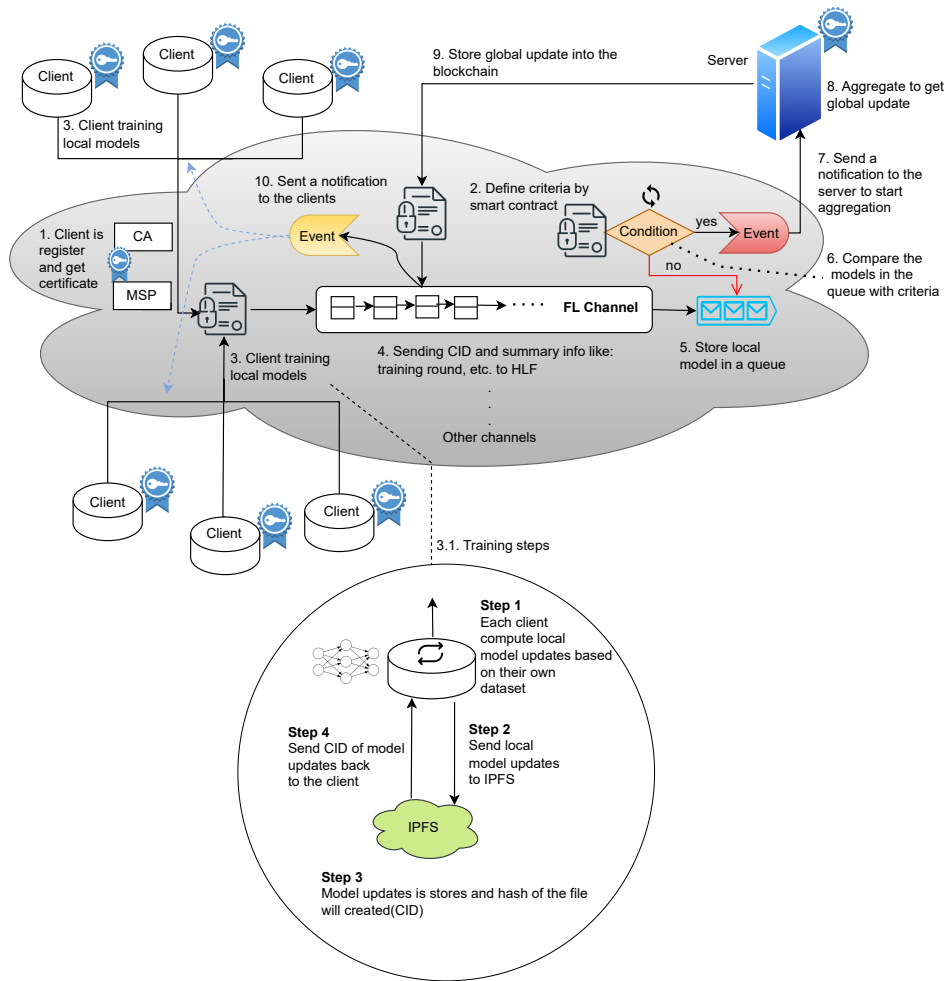 Client
Client
Client
3. Client training
local models
9. Store global update into the
blockchain
Server
8. Aggregate to get
global update
7. Send a
notification to the
server to start
aggregation
10. Sent a notification
to the clients
2. Define criteria by
smart contract
1. Client is
register
and get
certificate
CA
MSP
Event
Condition
yes
Event
no
6. Compare the
models in the
queue with criteria
FL Channel
3. Client training
local models
4. Sending CID and summary info like:
training round, etc. to HLF
5. Store local
model in a queue
Other channels
Client
Client
Client
3.1. Training steps
Step 1
Each client
compute local
model updates based
on their own
dataset
Step 4
Send CID of model
updates back
to the client
Step 2
Send local
model updates
to IPFS
IPFS
Step 3
Model updates is stores and hash of the file
will created(CID)